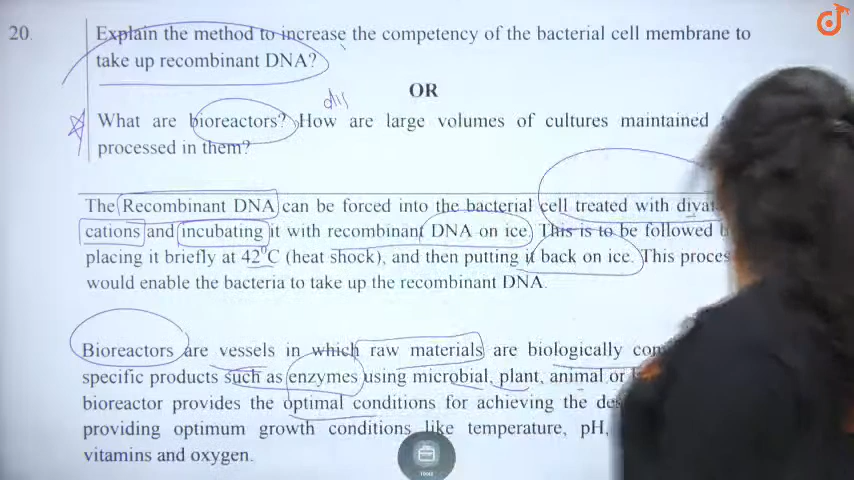 20.
Explain the method to increase the competency of the bacterial cell membrane to
take up recombinant DNA?
OR
What are bioreactors? How are large volumes of cultures maintained
processed in them?
The Recombinant DNA can be forced into the bacterial cell treated with
cations and incubating it with recombinant DNA on ice. This is to be followed
placing it briefly at 42⁰C (heat shock), and then putting it back on ice. This
would enable the bacteria to take up the recombinant DNA.
Bioreactors are vessels in which raw materials are biologically
specific products such as enzymes using microbial, plant, animal or
bioreactor provides the optimal conditions for achieving the
providing optimum growth conditions like temperature, pH,
vitamins and oxygen.